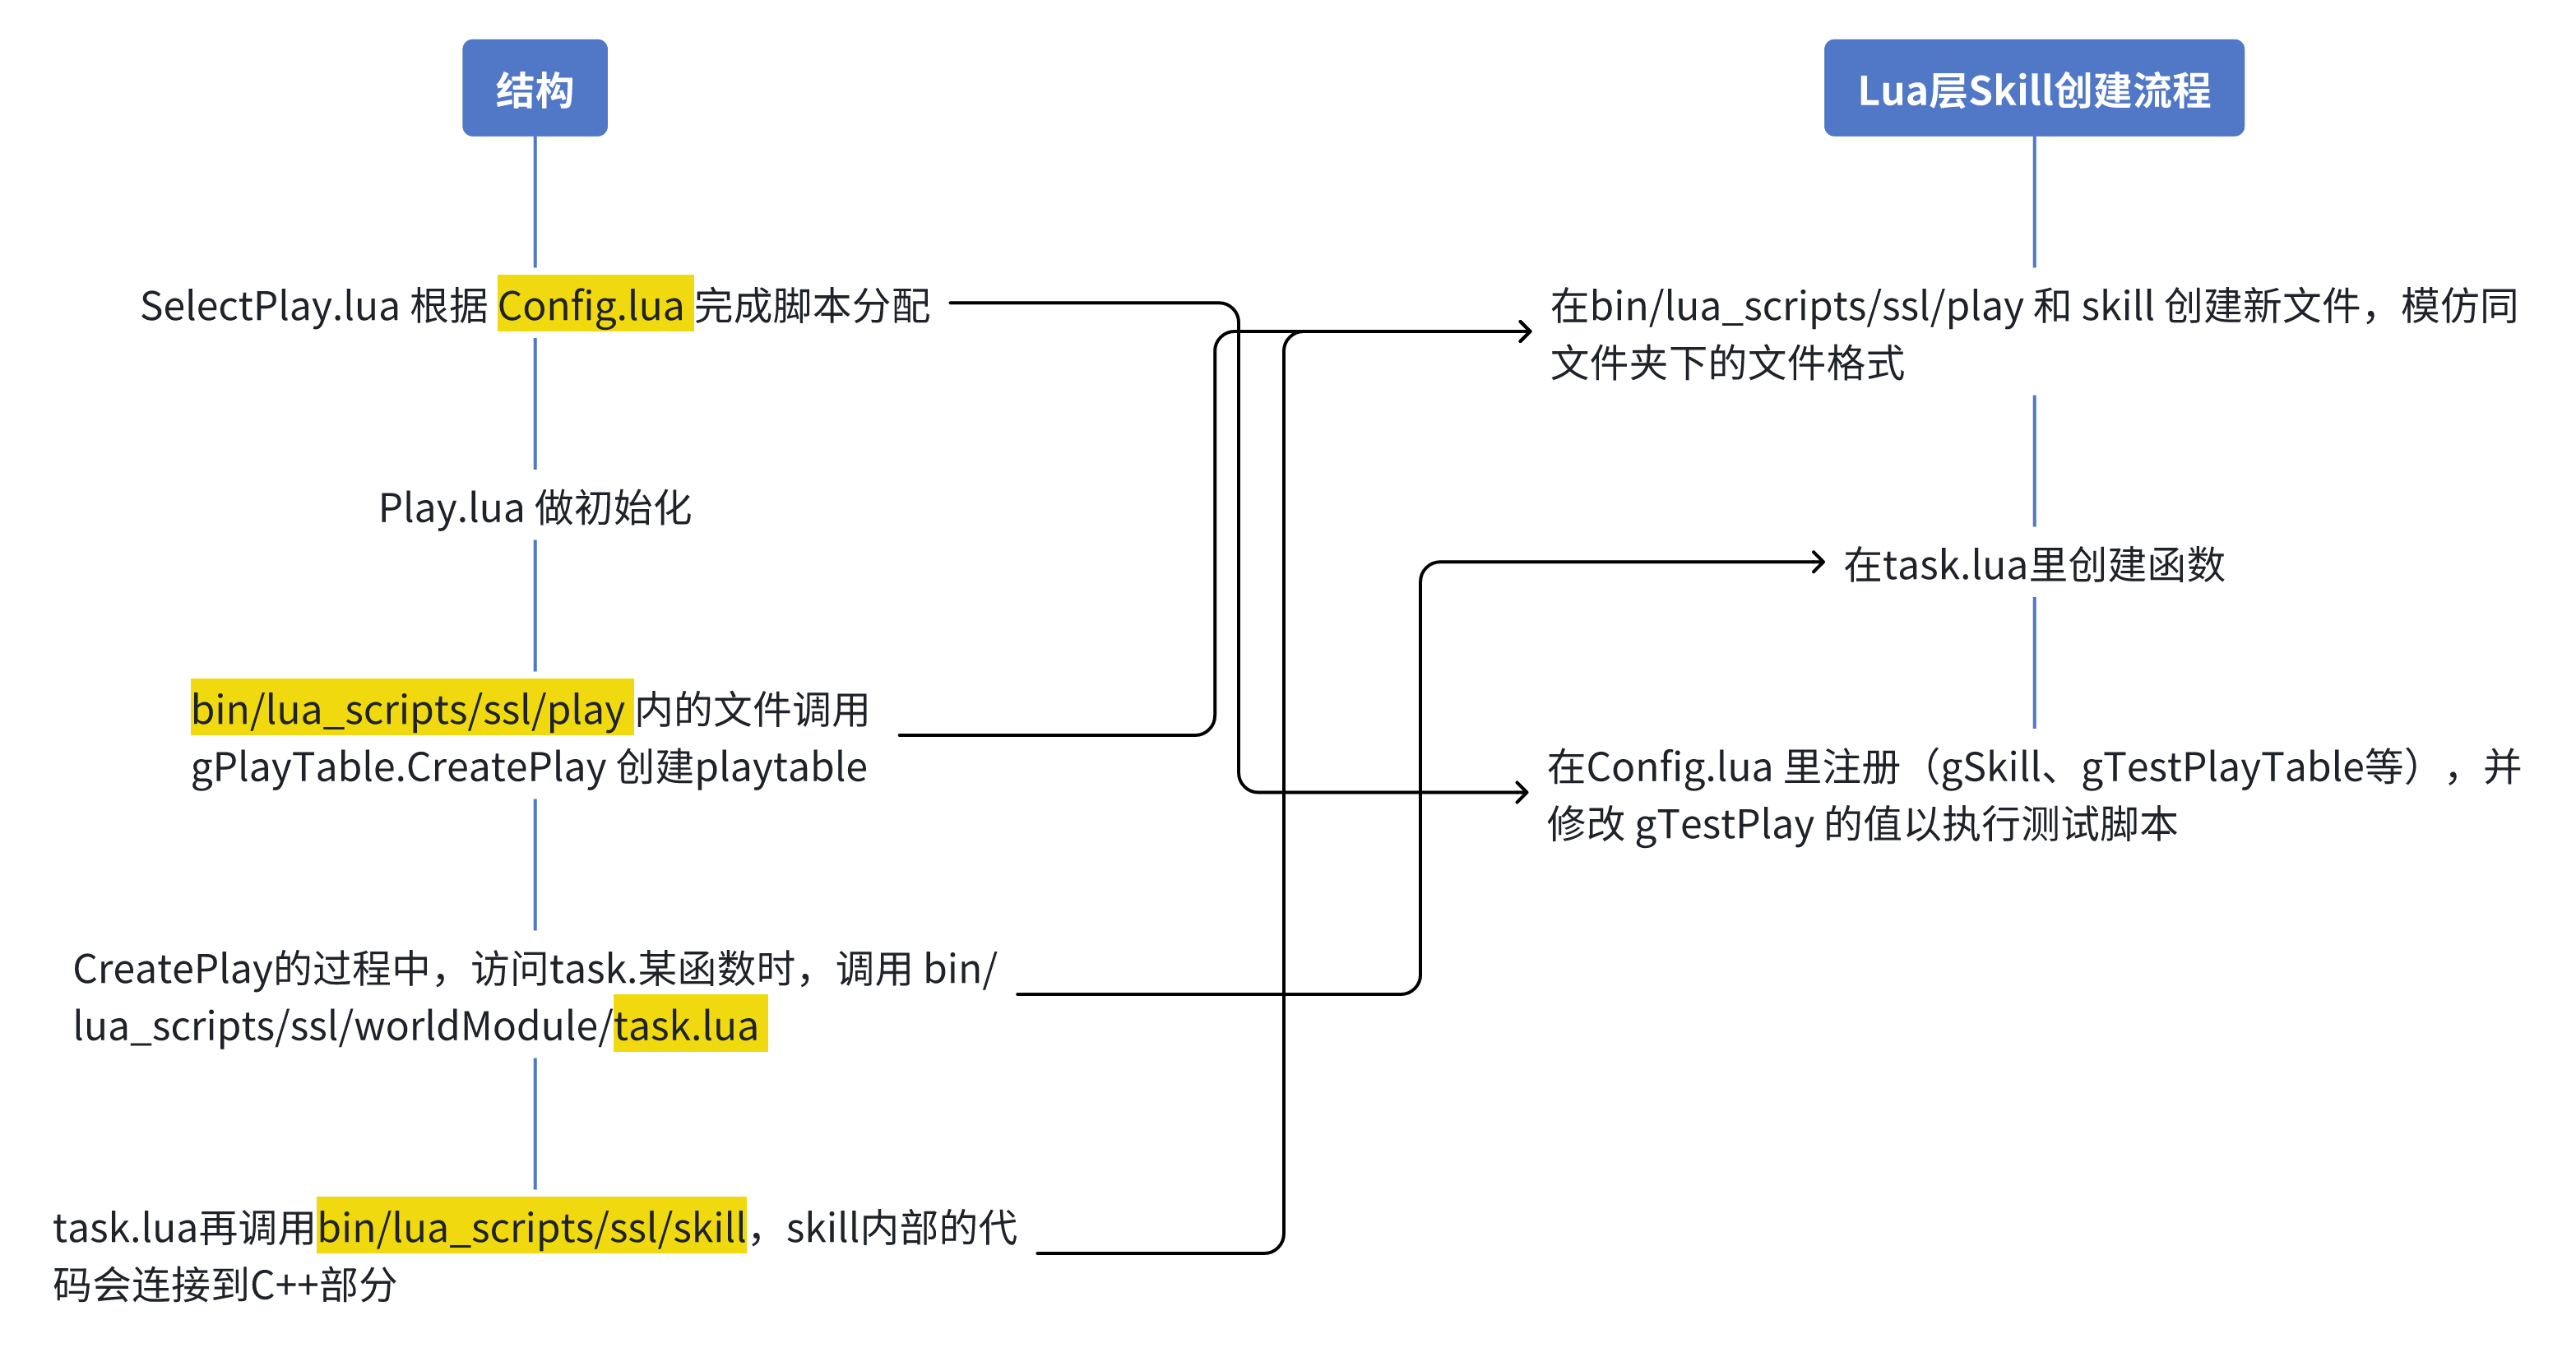 结构
SelectPlay.lua 根据 Config.lua 完成脚本分配
Play.lua 做初始化
bin/lua_scripts/ssl/play 内的文件调用
gPlayTable.CreatePlay 创建playtable
CreatePlay的过程中，访问task.某函数时，调用 bin/
lua_scripts/ssl/worldModule/task.lua
task.lua再调用bin/lua_scripts/ssl/skill，skill内部的代
码会连接到C++部分
Lua层Skill创建流程
在bin/lua_scripts/ssl/play 和 skill 创建新文件，模仿同
文件夹下的文件格式
在task.lua里创建函数
在Config.lua 里注册（gSkill、gTestPlayTable等），并
修改 gTestPlay 的值以执行测试脚本